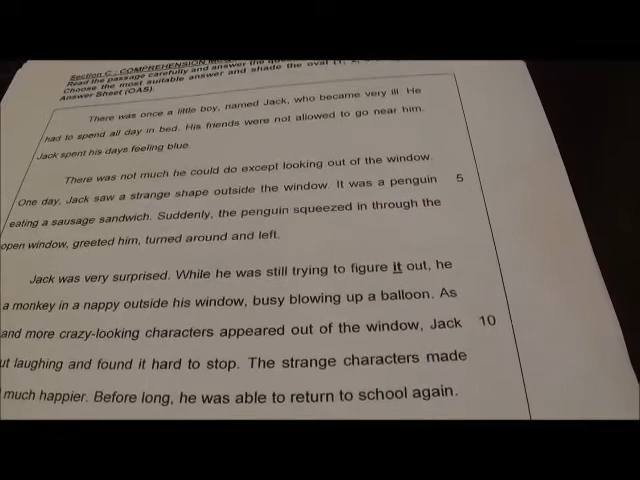 Section C - COMPREHENSION
Read the passage carefully and answer the
Choose the most suitable answer and shade the oval (1,
Answer Sheet (OAS).
There was once a little boy, named Jack, who became very ill. He
had to spend all day in bed. His friends were not allowed to go near him.
Jack spent his days feeling blue.
There was not much he could do except looking out of the window.
One day, Jack saw a strange shape outside the window. It was a penguin 5
eating a sausage sandwich. Suddenly, the penguin squeezed in through the
open window, greeted him, turned around and left.
Jack was very surprised. While he was still trying to figure it out, he
a monkey in a nappy outside his window, busy blowing up a balloon. As
and more crazy-looking characters appeared out of the window, Jack 10
laughing and found it hard to stop. The strange characters made
much happier. Before long, he was able to return to school again.